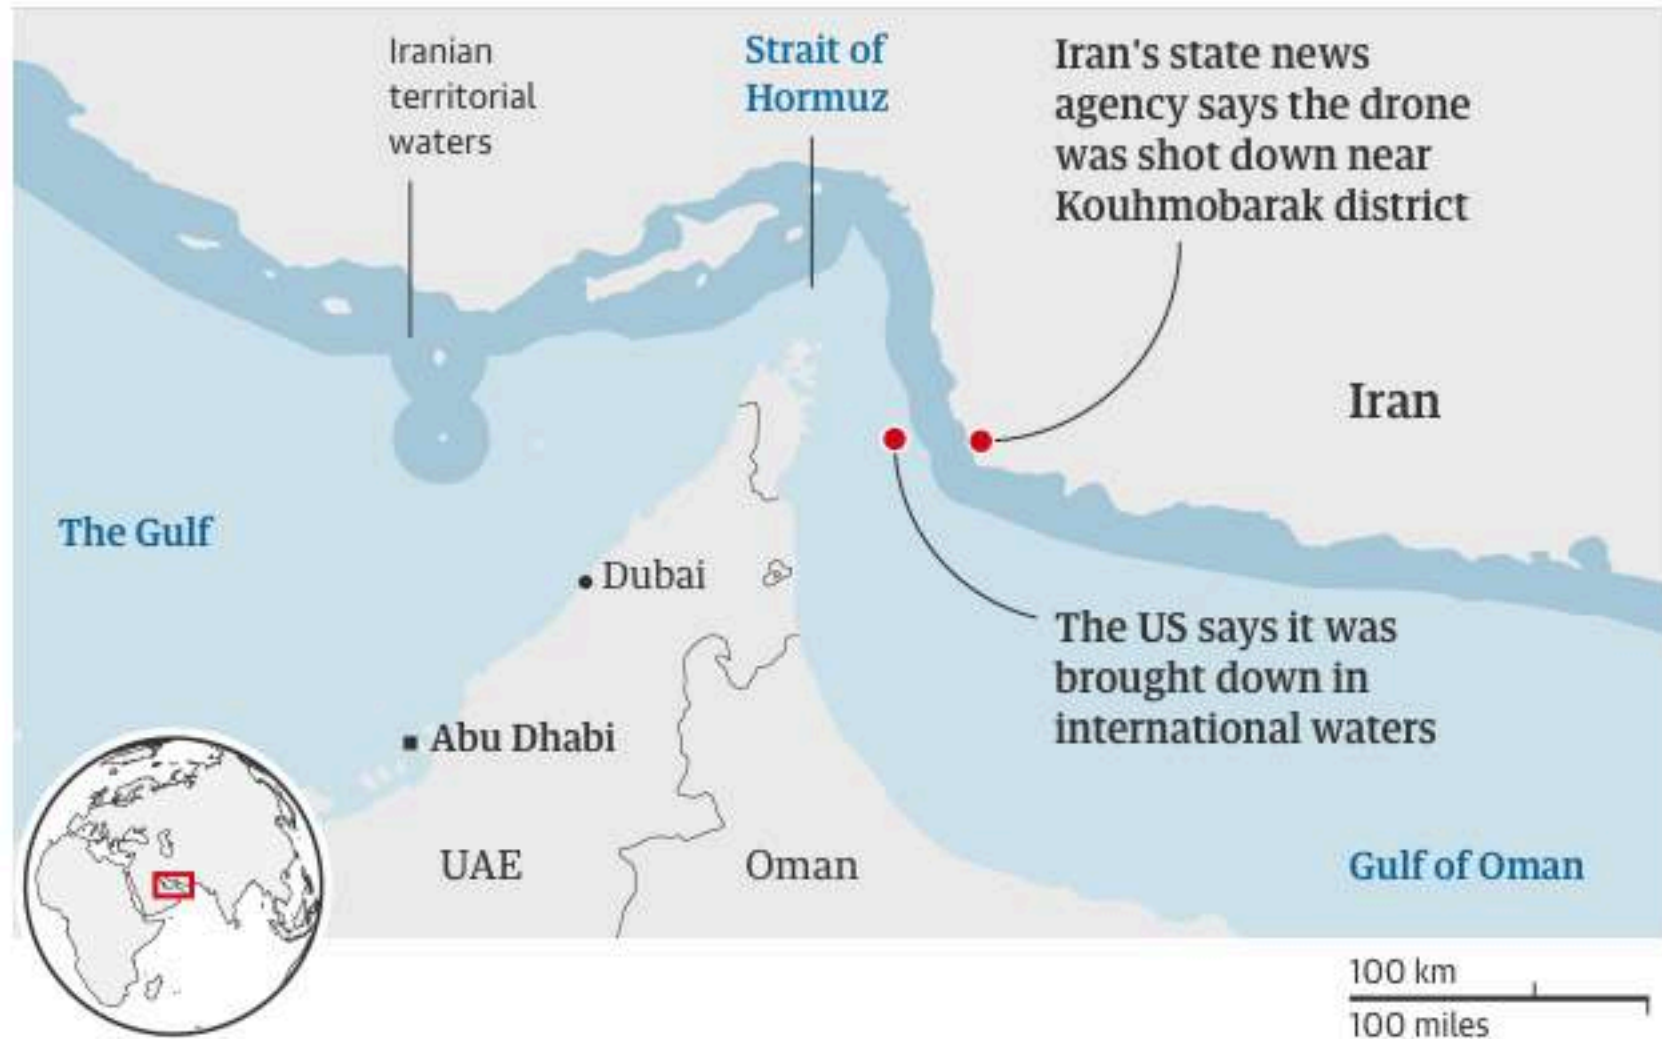 Iranian
territorial
waters
Strait of
Hormuz
Iran's state news
agency says the drone
was shot down near
Kouhmobarak district
Iran
The Gulf
Dubai
The US says it was
brought down in
international waters
Abu Dhabi
UAE
Oman
Gulf of Oman
100 km
100 miles